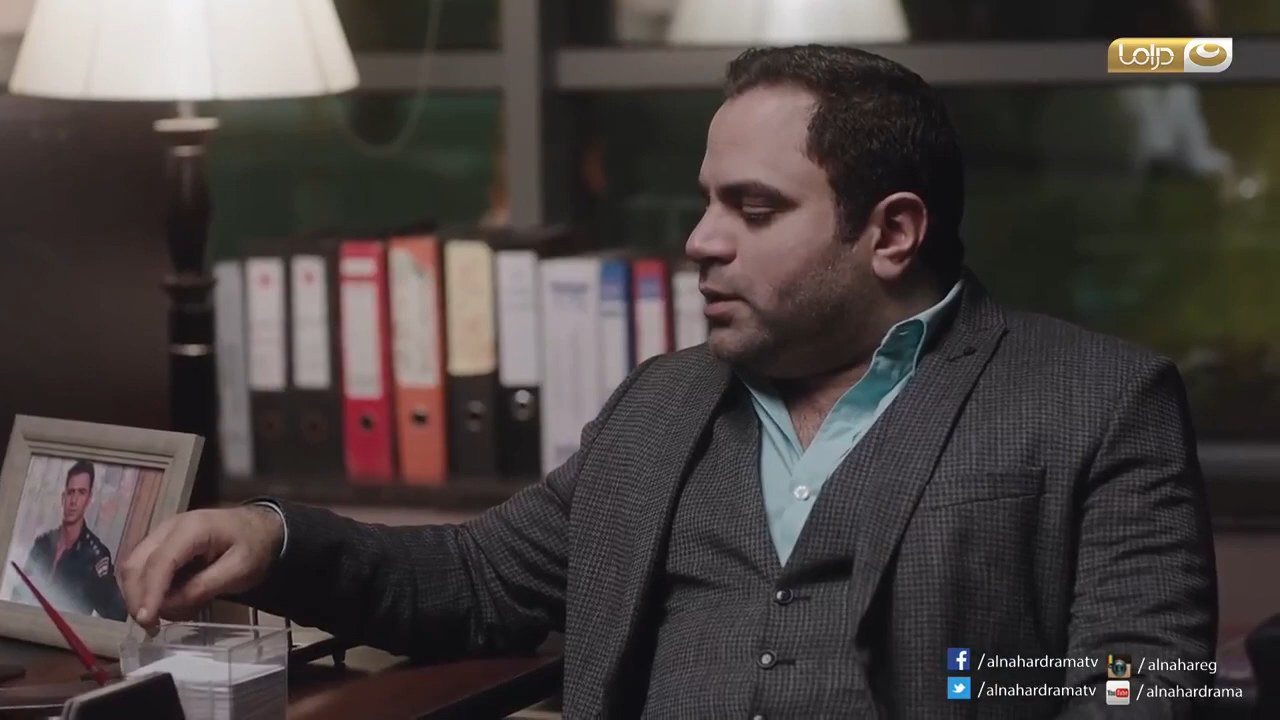 دراما
/alnahardramatv
/alnahareg
/alnahardramatv
/alnahardrama